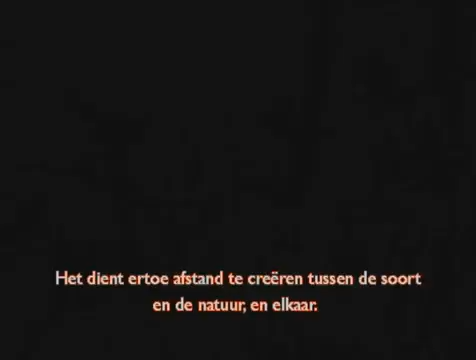 Het dient ertoe afstand te creëren tussen de soort
en de natuur, en elkaar.